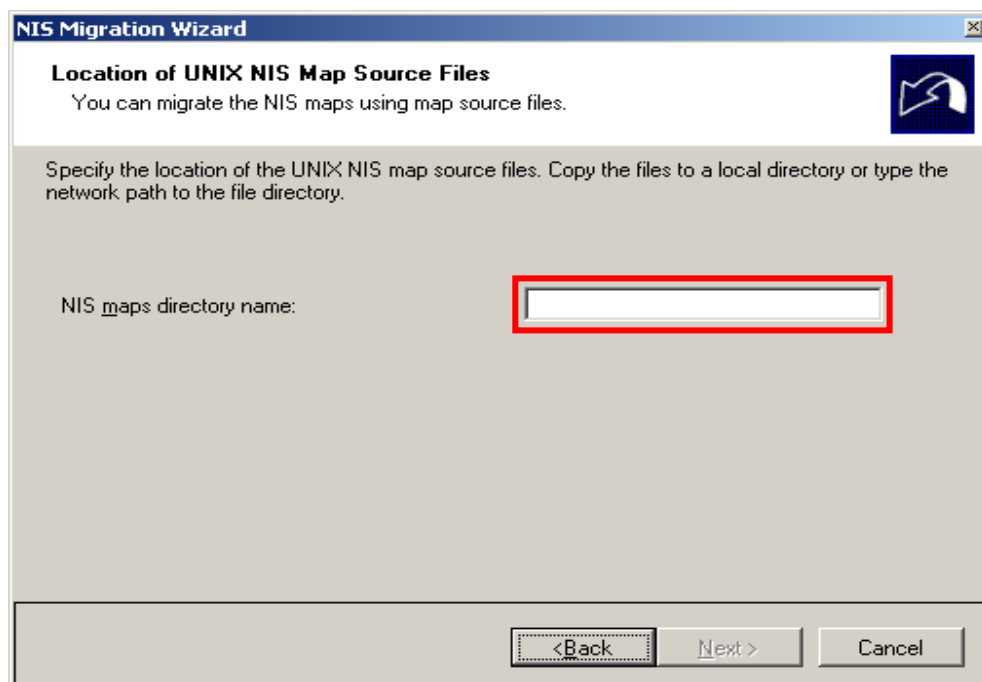 NIS Migration Wizard
Location of UNIX NIS Map Source Files
You can migrate the NIS maps using map source files.
Specify the location of the UNIX NIS map source files. Copy the files to a local directory or type the
network path to the file directory.
NIS maps directory name:
<Back Next > Cancel